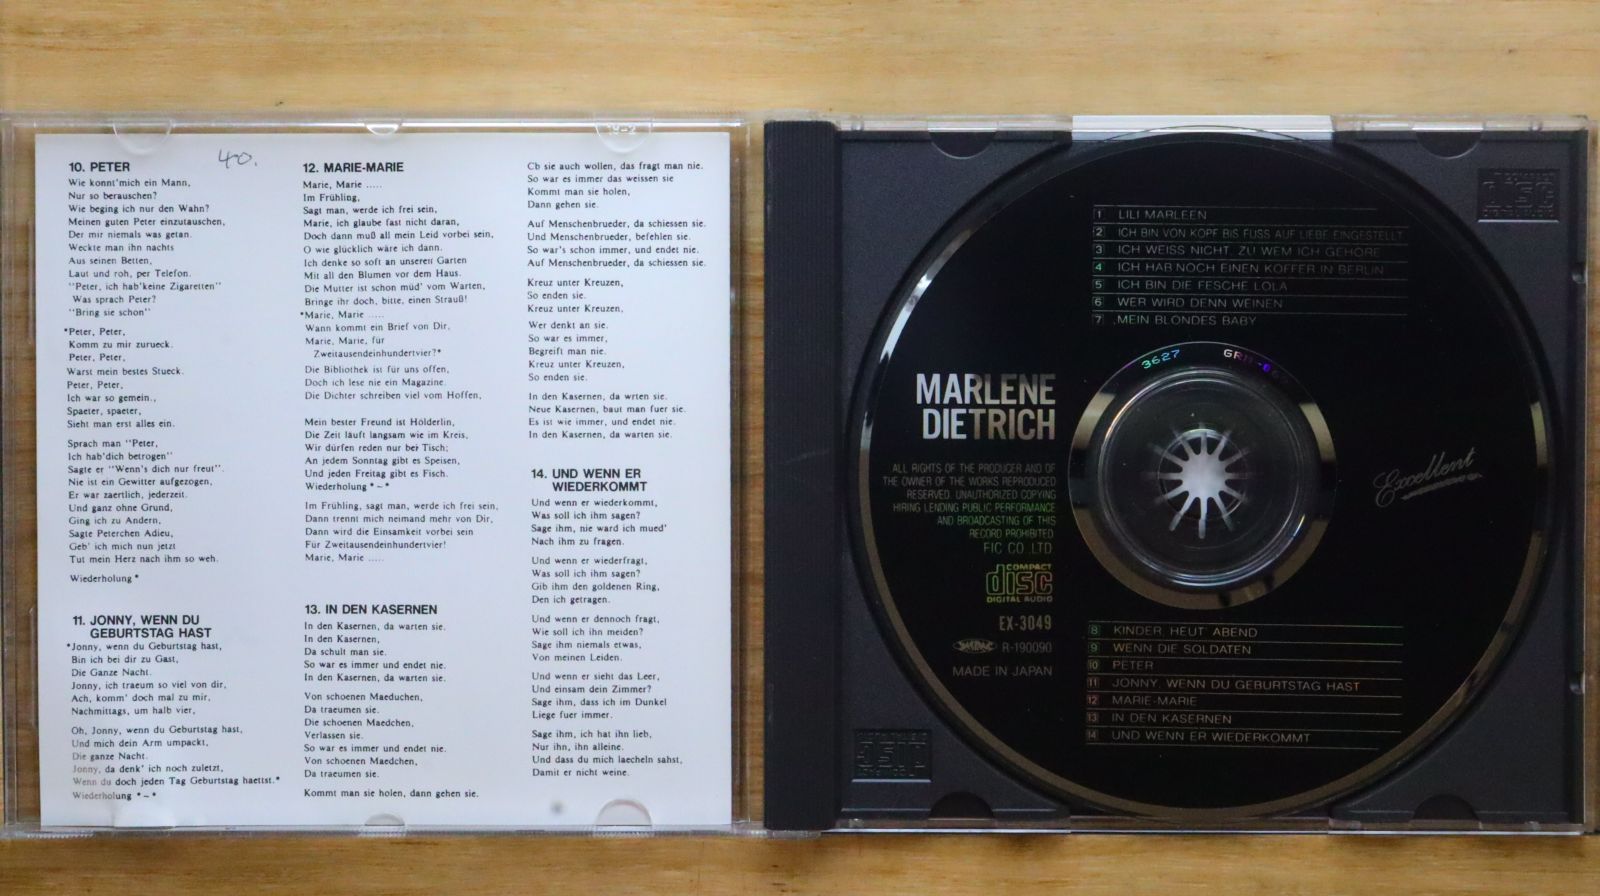 40.
10. PETER
Wie konnt'mich ein Mann,
Nur so berauschen?
Wie beging ich nur den Wahn?
Meinen guten Peter einzutauschen,
Der mir niemals was getan.
Weckte man ihn nachts
Aus seinen Betten,
Laut und roh, per Telefon.
"Peter, ich hab'keine Zigaretten"
Was sprach Peter?
"Bring sie schon"
*Peter, Peter,
Komm zu mir zurueck.
Peter, Peter,
Warst mein bestes Stueck.
Peter, Peter,
Ich war so gemein.,
Spaeter, spaeter,
Sieht man erst alles ein.
Sprach man "Peter,
Ich hab'dich betrogen"
Sagte er "Wenn's dich nur freut".
Nie ist ein Gewitter aufgezogen,
Er war zaertlich, jederzeit.
Und ganz ohne Grund,
Ging ich zu Andern,
Sagte Peterchen Adieu,
Geb' ich mich nun jetzt
Tut mein Herz nach ihm so weh.
Wiederholung *
11. JONNY, WENN DU
GEBURTSTAG HAST
*Jonny, wenn du Geburtstag hast,
Bin ich bei dir zu Gast,
Die Ganze Nacht.
Jonny, ich traeum so viel von dir,
Ach, komm' doch mal zu mir,
Nachmittags, um halb vier,
Oh, Jonny, wenn du Geburtstag hast,
Und mich dein Arm umpackt,
Die ganze Nacht.
Jonny, da denk' ich noch zuletzt,
Wenn du doch jeden Tag Geburtstag haettst.*
Wiederholung *~*
12. MARIE-MARIE
Marie, Marie .....
Im Frühling,
Sagt man, werde ich frei sein,
Marie, ich glaube fast nicht daran,
Doch dann muß all mein Leid vorbei sein,
O wie glücklich wäre ich dann.
Ich denke so soft an unseren Garten
Mit all den Blumen vor dem Haus.
Die Mutter ist schon müd' vom Warten,
Bringe ihr doch, bitte, einen Strauß!
*Marie, Marie .....
Wann kommt ein Brief von Dir,
Marie, Marie, für
Zweitausendeinhundertvier?*
Die Bibliothek ist für uns offen,
Doch ich lese nie ein Magazine.
Die Dichter schreiben viel vom Hoffen,
Mein bester Freund ist Hölderlin,
Die Zeit läuft langsam wie im Kreis,
Wir dürfen reden nur bei Tisch;
An jedem Sonntag gibt es Speisen,
Und jeden Freitag gibt es Fisch.
Wiederholung *~*
Im Frühling, sagt man, werde ich frei sein,
Dann trennt mich neimand mehr von Dir,
Dann wird die Einsamkeit vorbei sein
Für Zweitausendeinhundertvier!
Marie, Marie .....
13. IN DEN KASERNEN
In den Kasernen, da warten sie.
In den Kasernen,
Da schult man sie.
So war es immer und endet nie.
In den Kasernen, da warten sie.
Von schoenen Maeduchen,
Da traeumen sie.
Die schoenen Maedchen,
Verlassen sie.
So war es immer und endet nie.
Von schoenen Maedchen,
Da traeumen sie.
Kommt man sie holen, dann gehen sie.
Cb sie auch wollen, das fragt man nie.
So war es immer das weissen sie
Kommt man sie holen,
Dann gehen sie.
Auf Menschenbrueder, da schiessen sie.
Und Menschenbrueder, befehlen sie.
So war's schon immer, und endet nie.
Auf Menschenbrueder, da schiessen sie.
Kreuz unter Kreuzen,
So enden sie.
Kreuz unter Kreuzen,
Wer denkt an sie.
So war es immer,
Begreift man nie.
Kreuz unter Kreuzen,
So enden sie.
In den Kasernen, da wrten sie.
Neue Kasernen, baut man fuer sie.
Es ist wie immer, und endet nie.
In den Kasernen, da warten sie.
14. UND WENN ER
WIEDERKOMMT
Und wenn er wiederkommt,
Was soll ich ihm sagen?
Sage ihm, nie ward ich mued'
Nach ihm zu fragen.
Und wenn er wiederfragt,
Was soll ich ihm sagen?
Gib ihm den goldenen Ring,
Den ich getragen.
Und wenn er dennoch fragt,
Wie soll ich ihn meiden?
Sage ihm niemals etwas,
Von meinen Leiden.
Und wenn er sieht das Leer,
Und einsam dein Zimmer?
Sage ihm, dass ich im Dunkel
Liege fuer immer.
Sage ihm, ich hat ihn lieb,
Nur ihn, ihn alleine.
Und dass du mich laecheln sahst,
Damit er nicht weine.
1 LILI MARLEEN
2 ICH BIN VON KOPF BIS FUSS AUF LIEBE EINGESTELLT
3 ICH WEISS NICHT, ZU WEM ICH GEHÖRE
4 ICH HAB NOCH EINEN KOFFER IN BERLIN
5 ICH BIN DIE FESCHE LOLA
6 WER WIRD DENN WEINEN
7 MEIN BLONDES BABY
3627
MARLENE
DIETRICH
ALL RIGHTS OF THE PRODUCER AND OF
THE OWNER OF THE WORKS REPRODUCED
RESERVED. UNAUTHORIZED COPYING
HIRING LENDING PUBLIC PERFORMANCE
AND BROADCASTING OF THIS
RECORD PROHIBITED.
FIC CO.,LTD.
COMPACT
disc
DIGITAL AUDIO
EX-3049
R-190090
MADE IN JAPAN
Excellent
8 KINDER HEUT' ABEND
9 WENN DIE SOLDATEN
10 PETER
11 JONNY, WENN DU GEBURTSTAG HAST
12 MARIE-MARIE
13 IN DEN KASERNEN
14 UND WENN ER WIEDERKOMMT